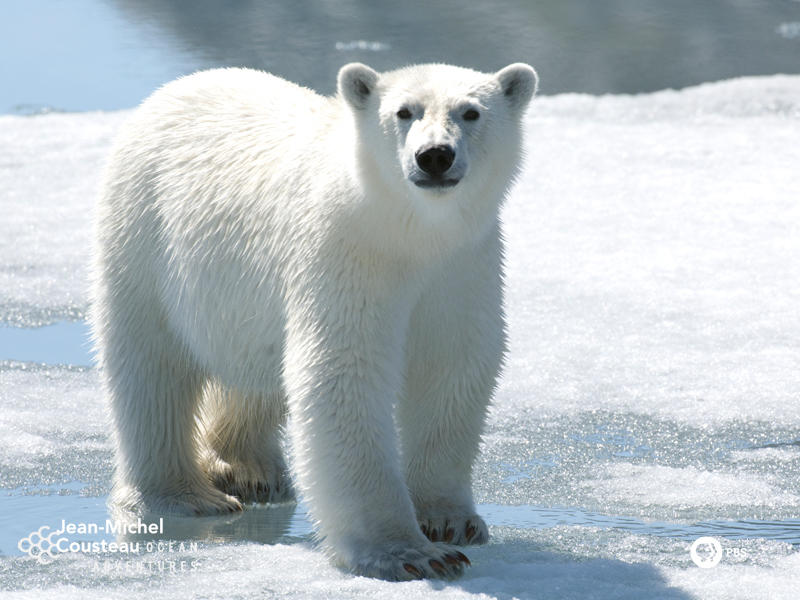 Jean-Michel
Cousteau OCEAN
ADVENTURES
PBS